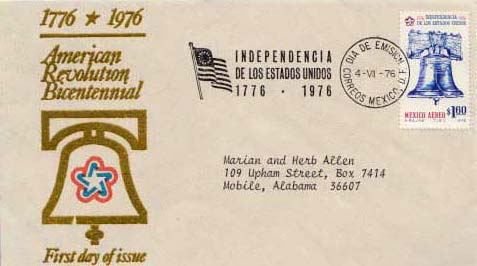 1776 ★ 1976
American
Revolution
Bicentennial
First day of issue
INDEPENDENCIA
DE LOS ESTADOS UNIDOS
1776 • 1976
DIA DE EMISION
4-VII-76
CORREOS MEXICO, D.F.
INDEPENDENCIA
DE LOS ESTADOS UNIDOS
MEXICO AEREO $1.60
Marian and Herb Allen
109 Upham Street, Box 7414
Mobile, Alabama 36607